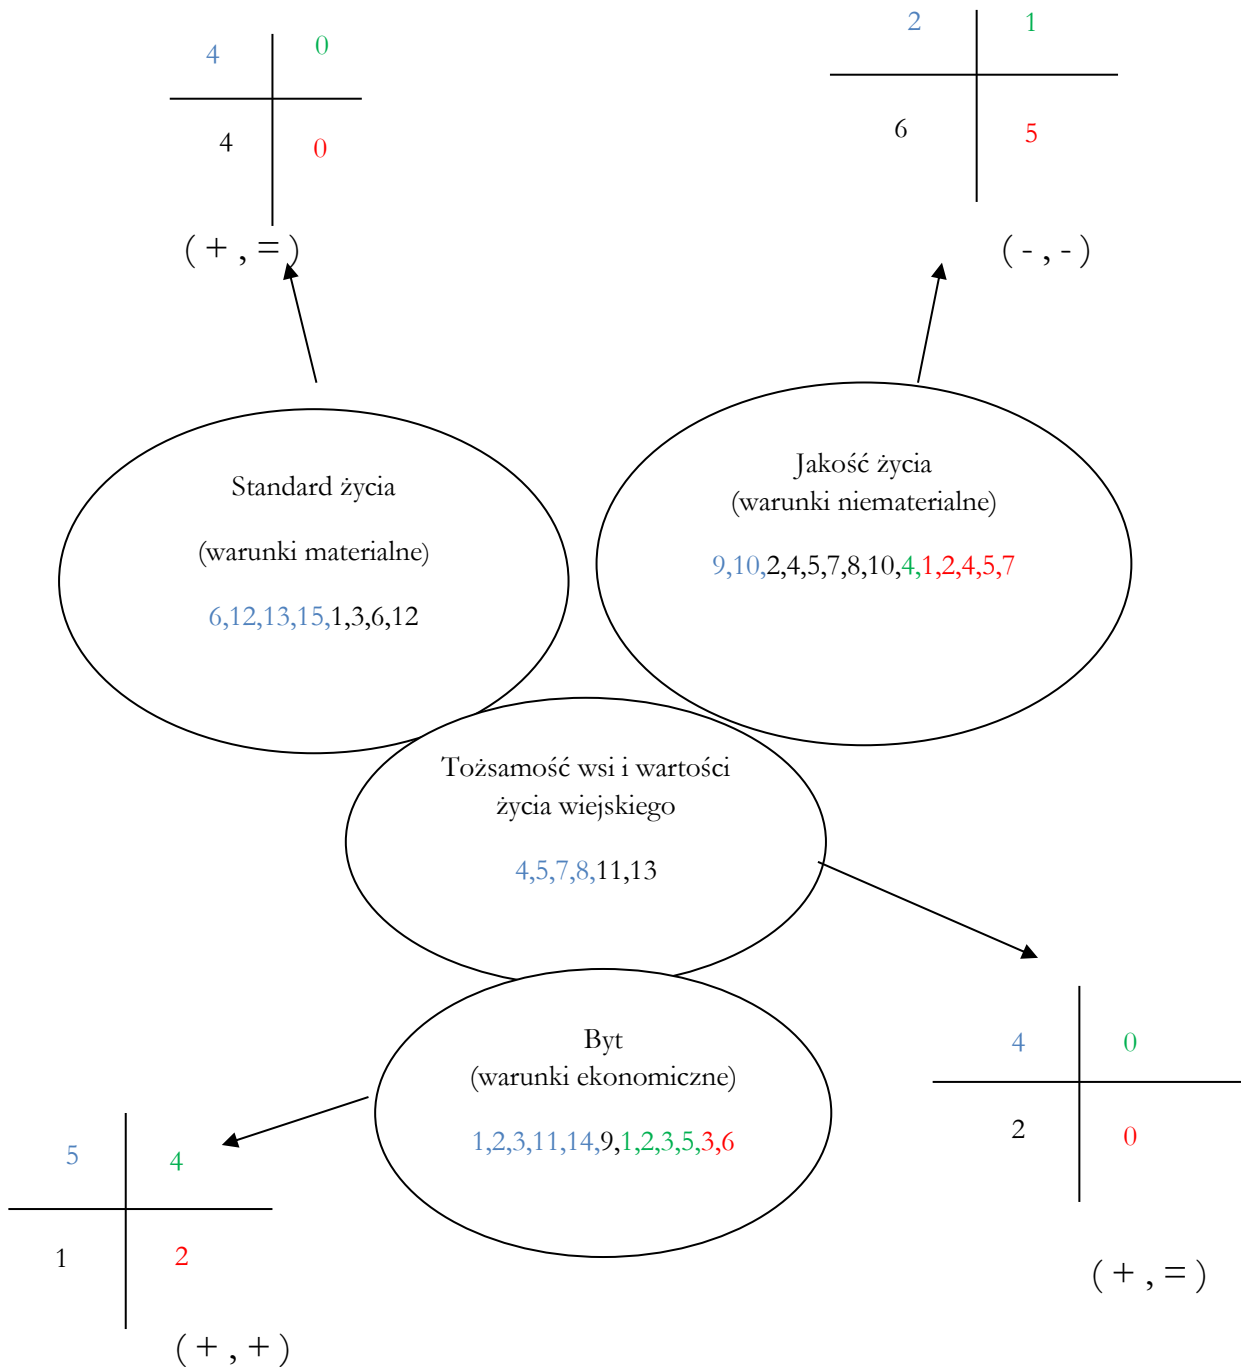 4 0
4 0
( + , = )
2 1
6 5
( - , - )
Standard życia
(warunki materialne)
6,12,13,15,1,3,6,12
Jakość życia
(warunki niematerialne)
9,10,2,4,5,7,8,10,4,1,2,4,5,7
Tożsamość wsi i wartości
życia wiejskiego
4,5,7,8,11,13
Byt
(warunki ekonomiczne)
1,2,3,11,14,9,1,2,3,5,3,6
4 0
2 0
( + , = )
5 4
1 2
( + , + )